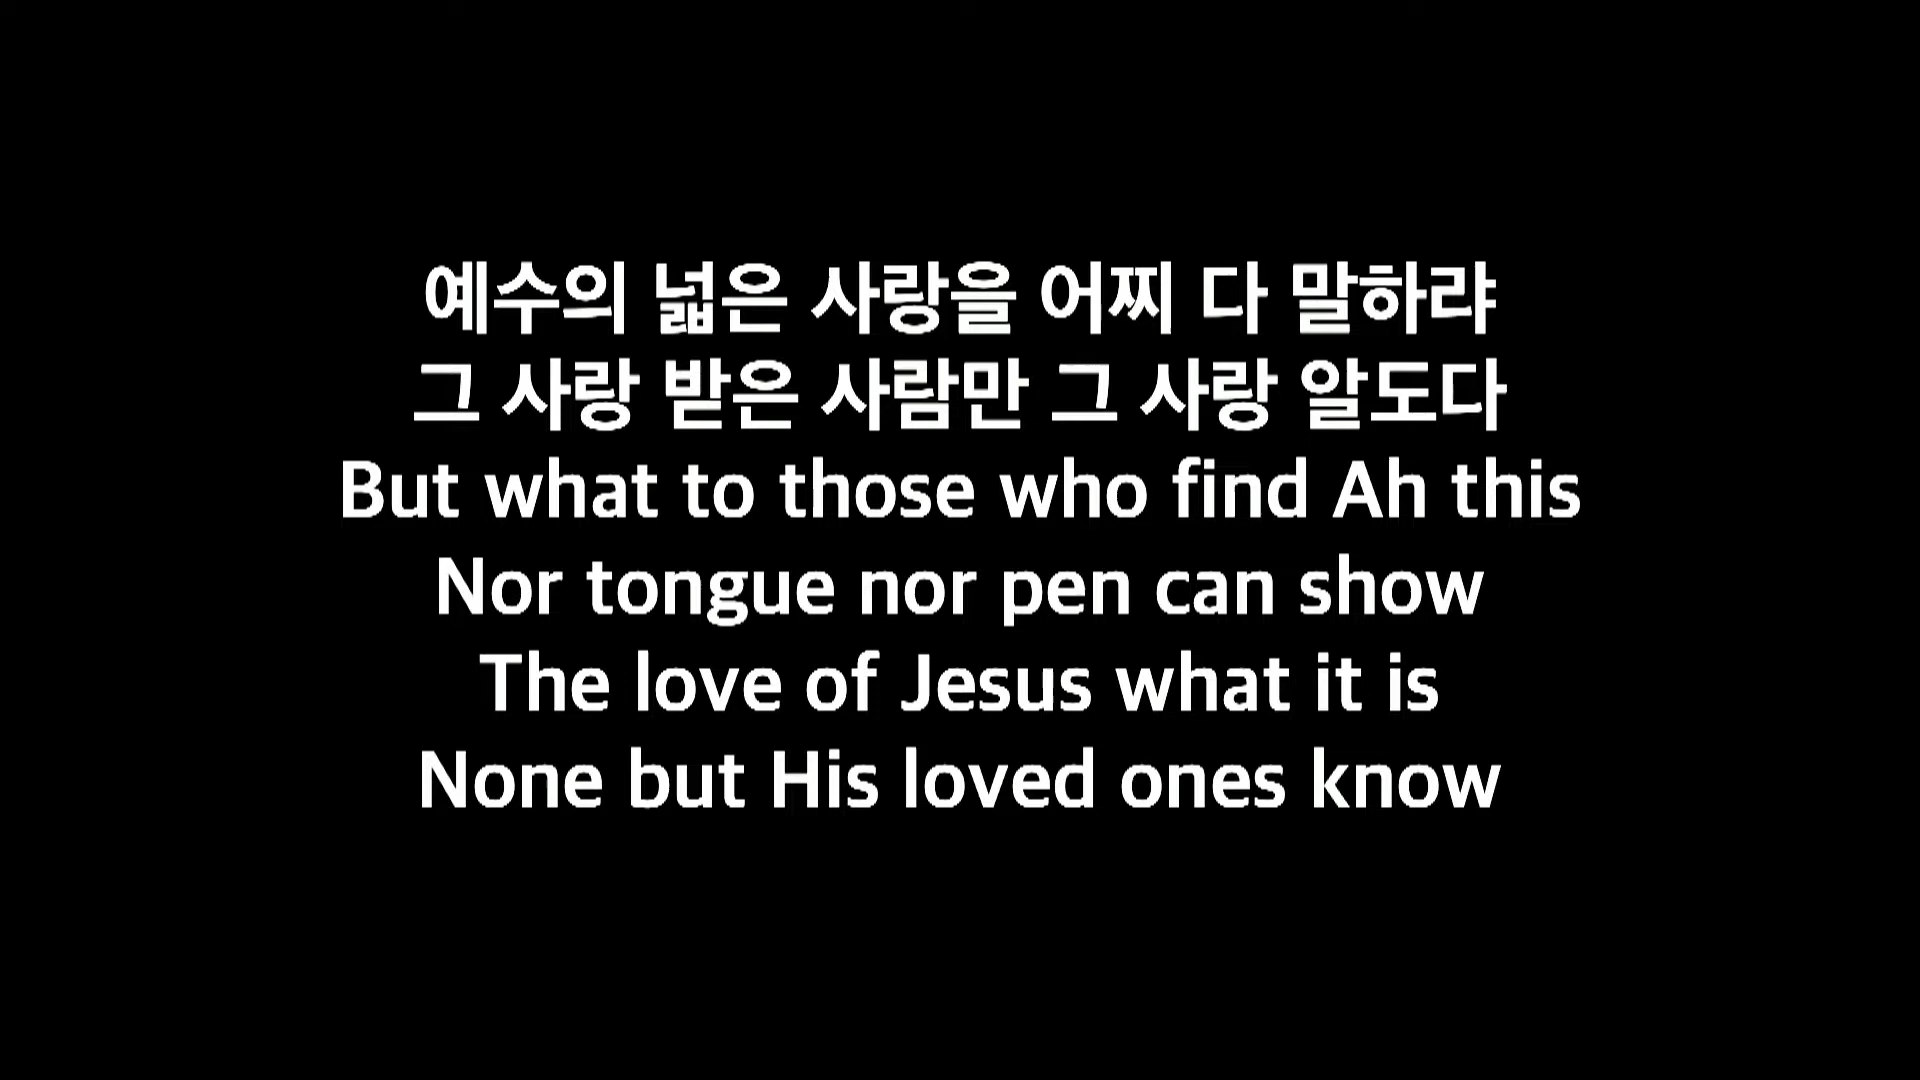 예수의 넓은 사랑을 어찌 다 말하랴
그 사랑 받은 사람만 그 사랑 알도다
But what to those who find Ah this
Nor tongue nor pen can show
The love of Jesus what it is
None but His loved ones know